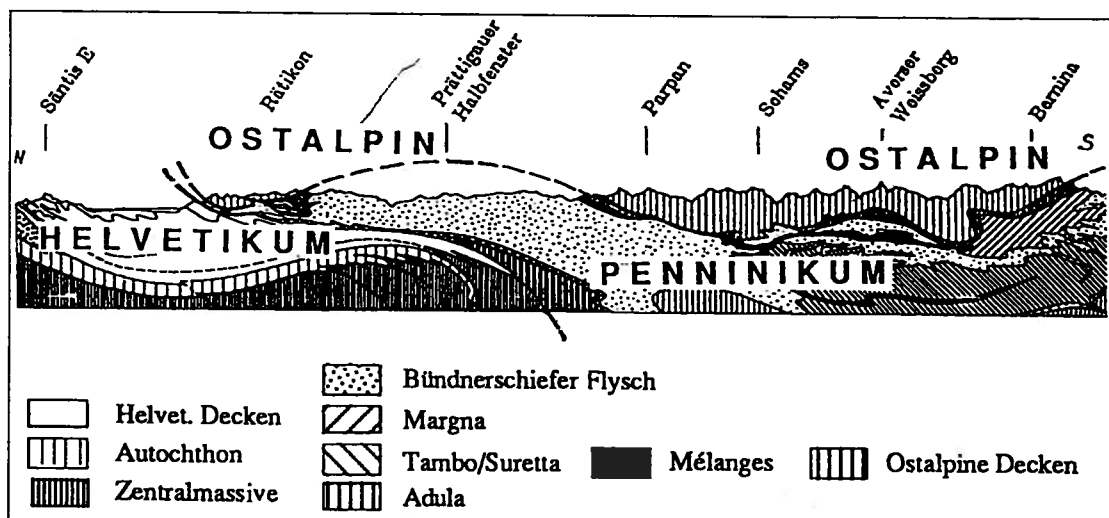 Säntis E
Rätikon
Prättigauer
Halbfenster
Parpan
Schams
Averser
Weissberg
Bernina
N
OSTALPIN
OSTALPIN
S
HELVETIKUM
PENNINIKUM
Helvet. Decken
Autochthon
Zentralmassive
Bündnerschiefer Flysch
Margna
Tambo/Suretta
Adula
Mélanges
Ostalpine Decken